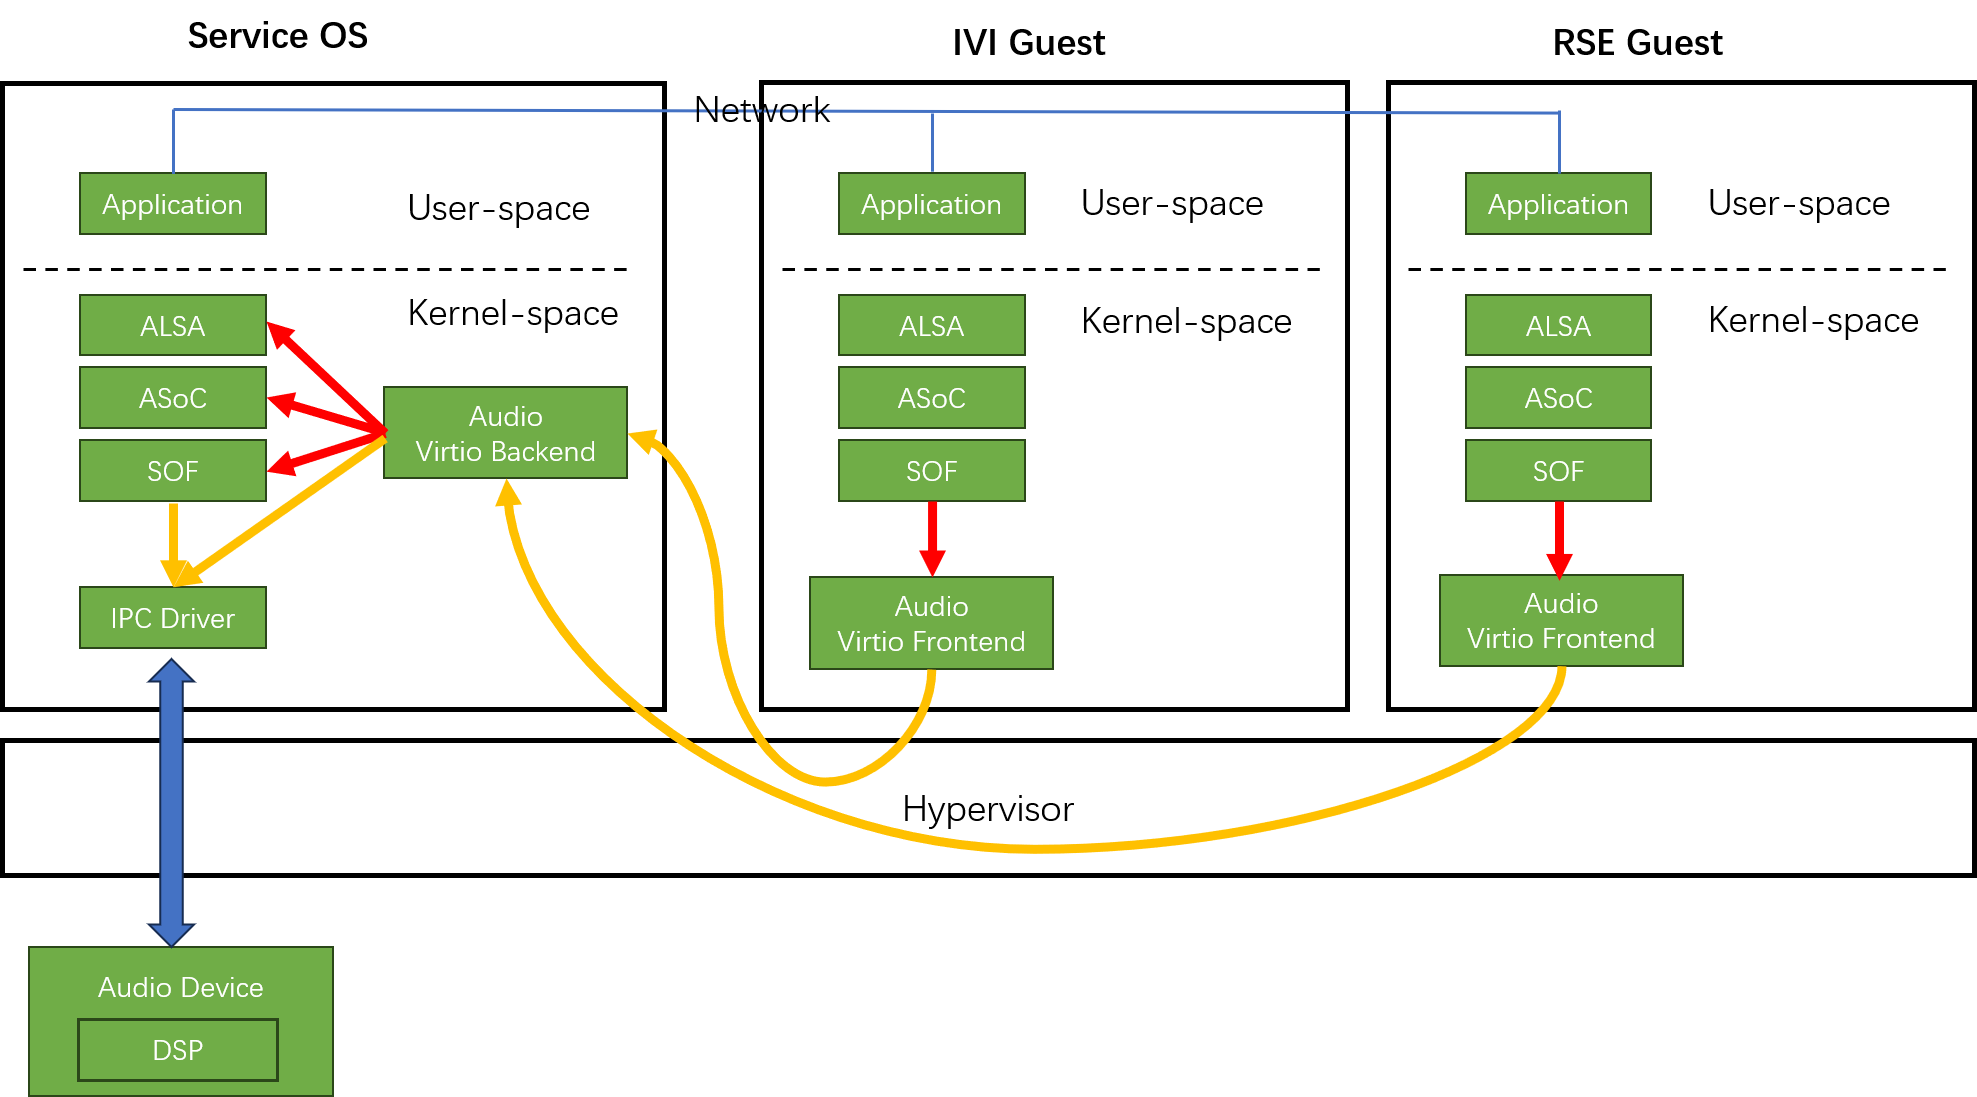 Service OS
IVI Guest
RSE Guest
Network
Application
User-space
Application
User-space
Application
User-space
ALSA
Kernel-space
ALSA
Kernel-space
ALSA
Kernel-space
ASoC
ASoC
ASoC
Audio
Virtio Backend
SOF
SOF
SOF
IPC Driver
Audio
Virtio Frontend
Audio
Virtio Frontend
Hypervisor
Audio Device
DSP